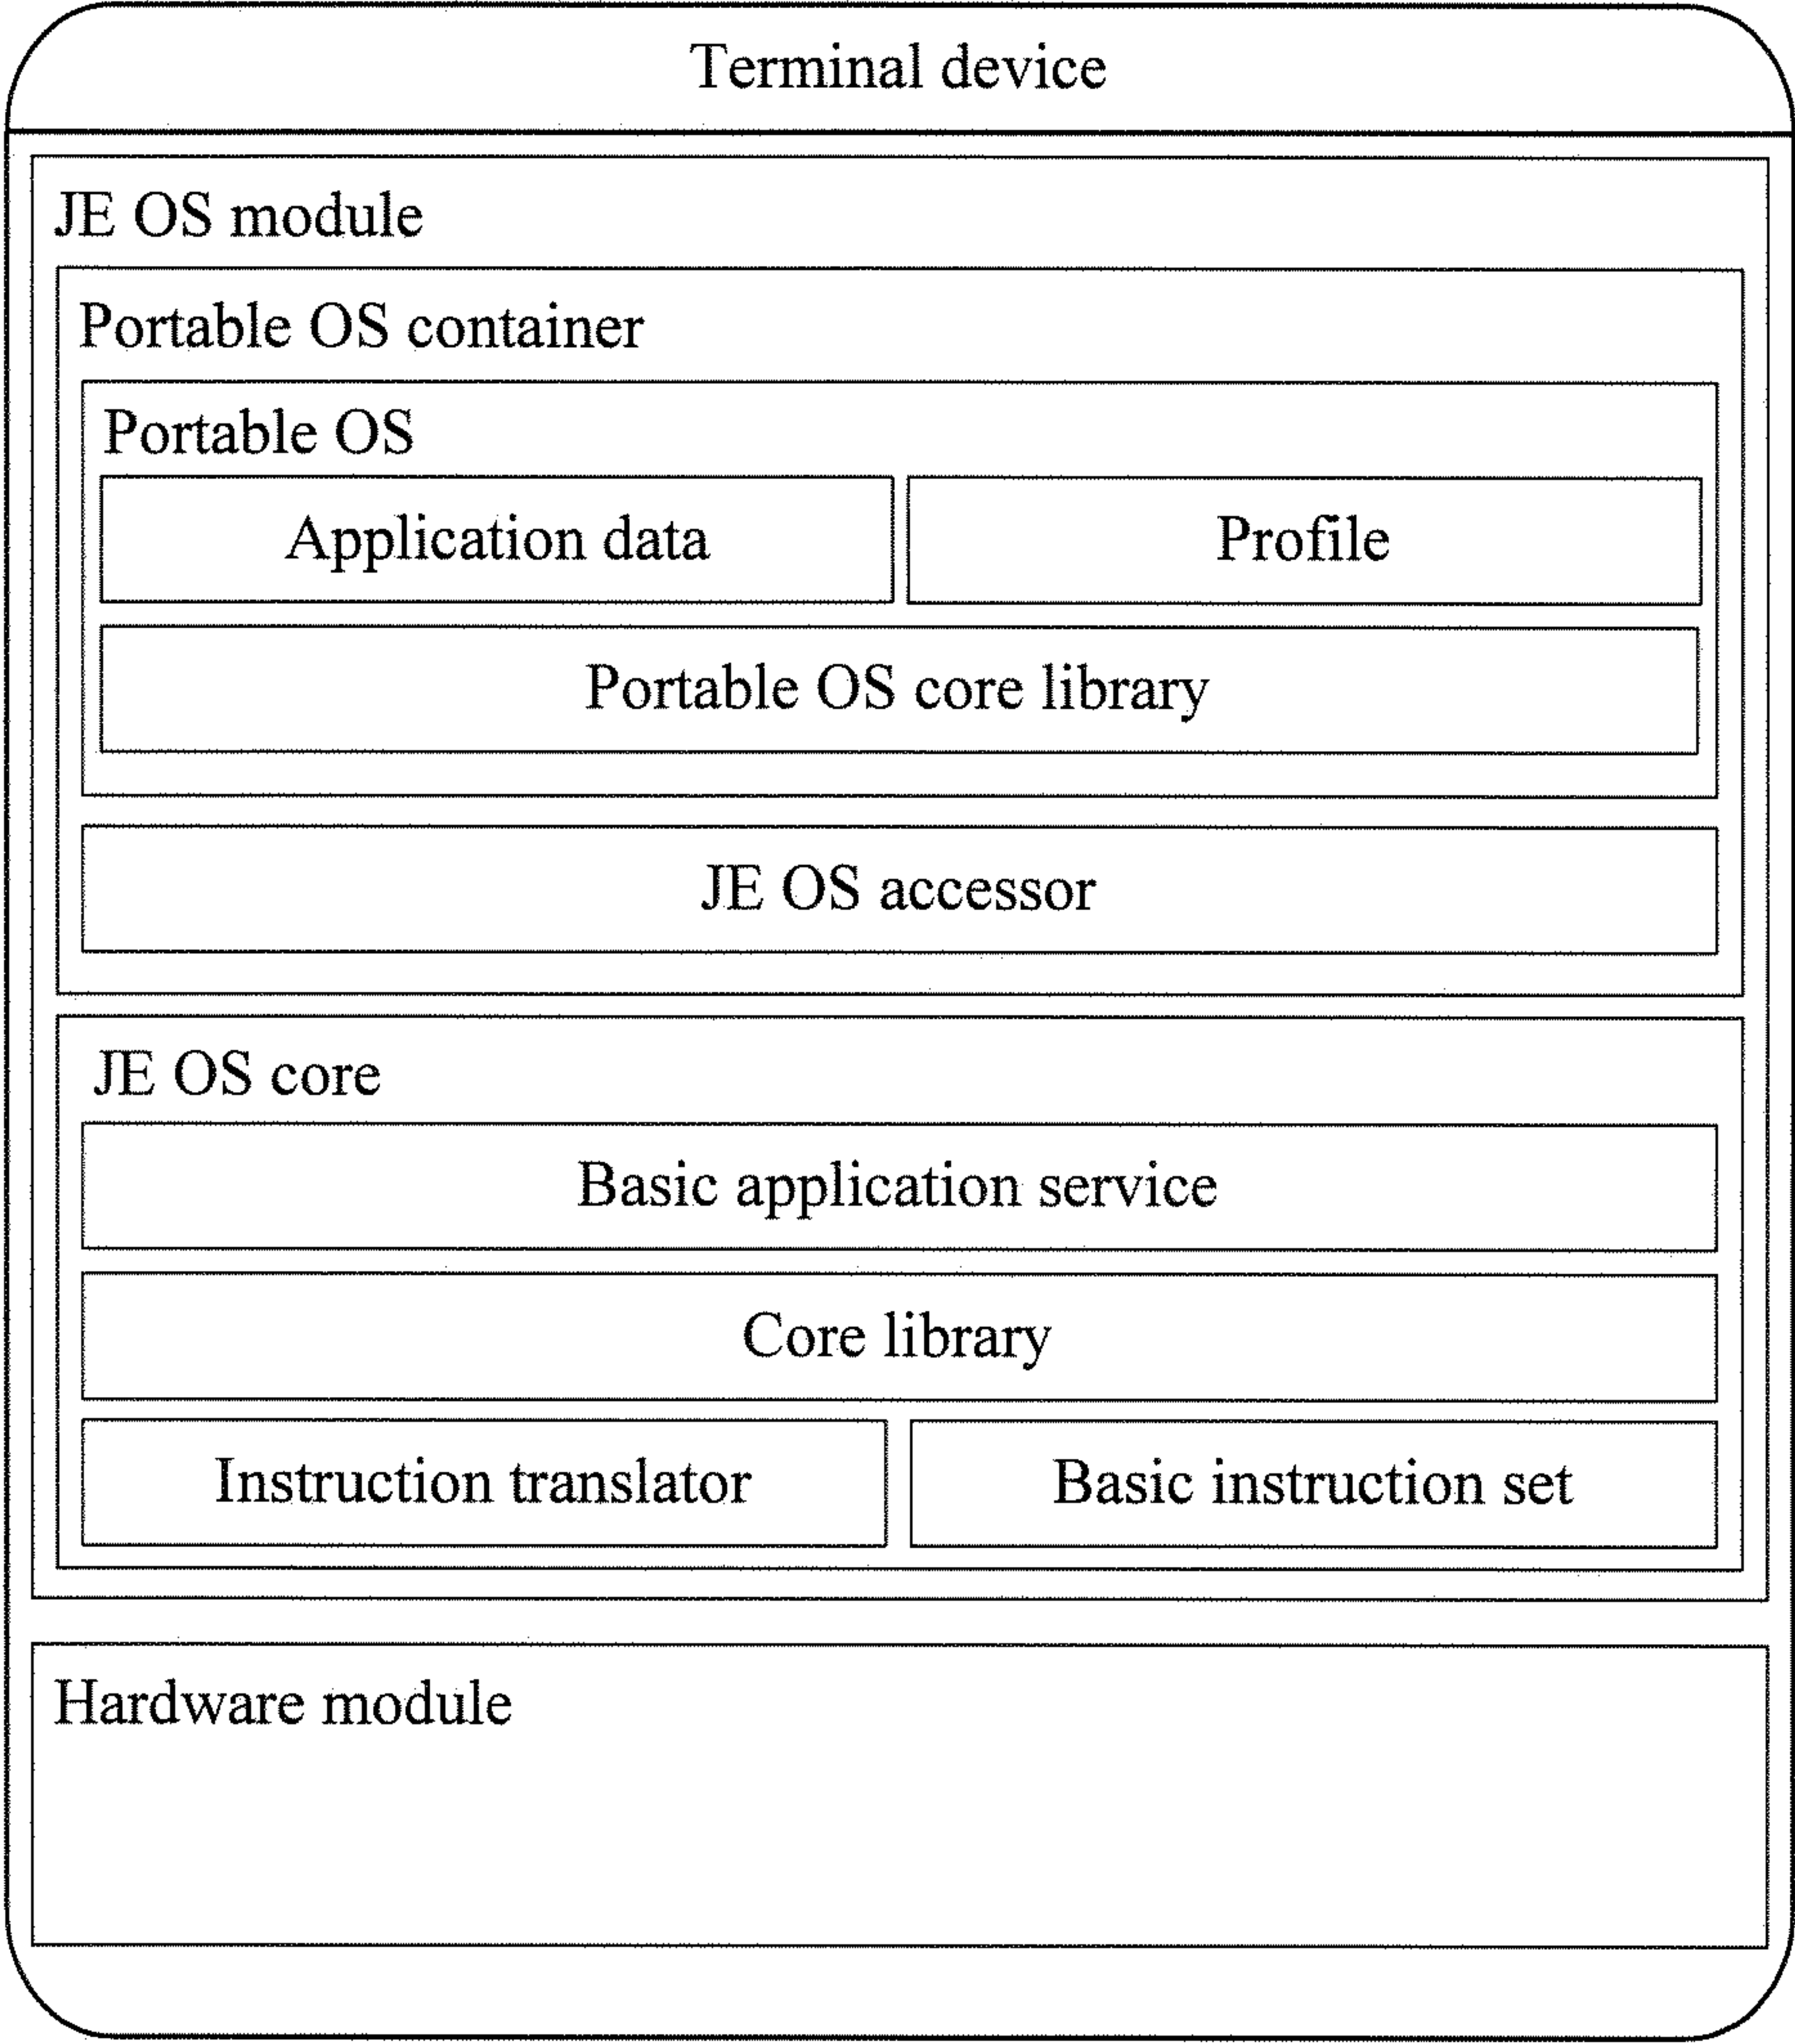 Terminal device
JE OS module
Portable OS container
Portable OS
Application data
Profile
Portable OS core library
JE OS accessor
JE OS core
Basic application service
Core library
Instruction translator
Basic instruction set
Hardware module